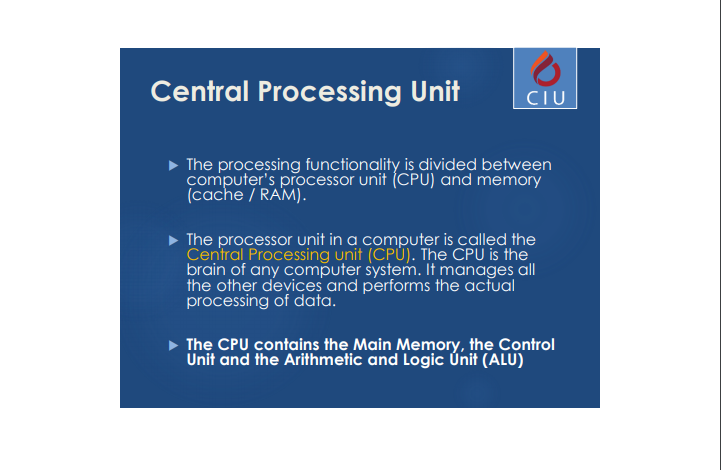 Central Processing Unit
CIU
The processing functionality is divided between
computer's processor unit (CPU) and memory
(cache / RAM).
The processor unit in a computer is called the
Central Processing unit (CPU). The CPU is the
brain of any computer system. It manages all
the other devices and performs the actual
processing of data.
The CPU contains the Main Memory, the Control
Unit and the Arithmetic and Logic Unit (ALU)